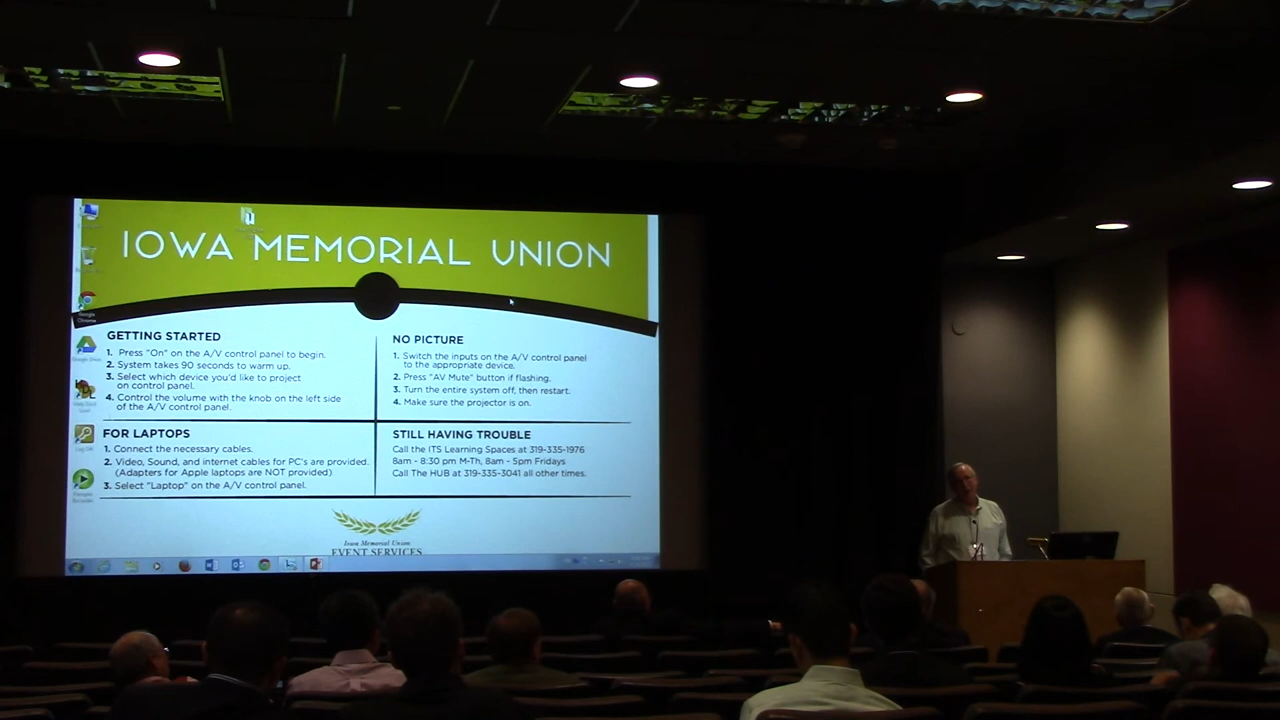 IOWA MEMORIAL UNION
GETTING STARTED
1. Press "On" on the A/V control panel to begin.
2. System takes 90 seconds to warm up.
3. Select which device you'd like to project
on control panel.
4. Control the volume with the knob on the left side
of the A/V control panel.
NO PICTURE
1. Switch the inputs on the A/V control panel
to the appropriate device.
2. Press "AV Mute" button if flashing.
3. Turn the entire system off, then restart.
4. Make sure the projector is on.
FOR LAPTOPS
1. Connect the necessary cables.
2. Video, Sound, and internet cables for PC's are provided.
(Adapters for Apple laptops are NOT provided)
3. Select "Laptop" on the A/V control panel.
STILL HAVING TROUBLE
Call the ITS Learning Spaces at 319-335-1976
8am - 8:30 pm M-Th, 8am - 5pm Fridays
Call The HUB at 319-335-3041 all other times.
Iowa Memorial Union
EVENT SERVICES
Google
Chrome
Google Drive
Log Off